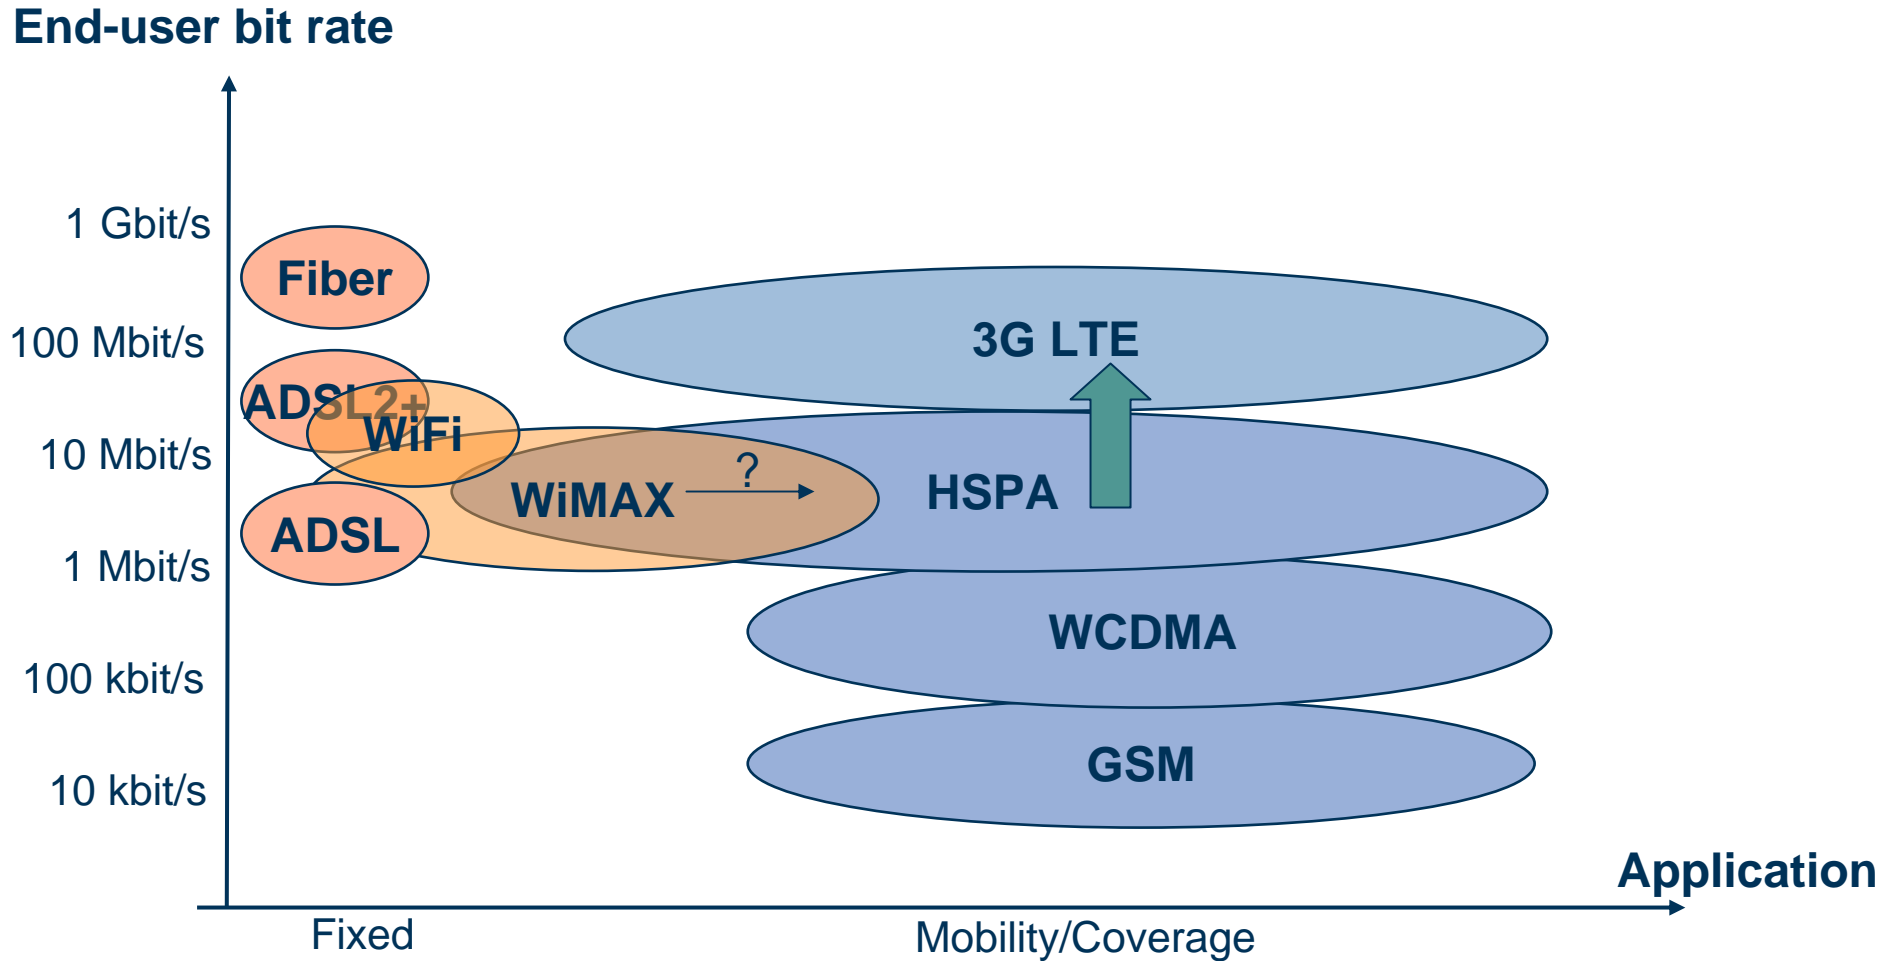 End-user bit rate
1 Gbit/s
Fiber
100 Mbit/s
3G LTE
ADSL2+
WiFi
10 Mbit/s
?
WiMAX
HSPA
ADSL
1 Mbit/s
WCDMA
100 kbit/s
GSM
10 kbit/s
Application
Fixed
Mobility/Coverage